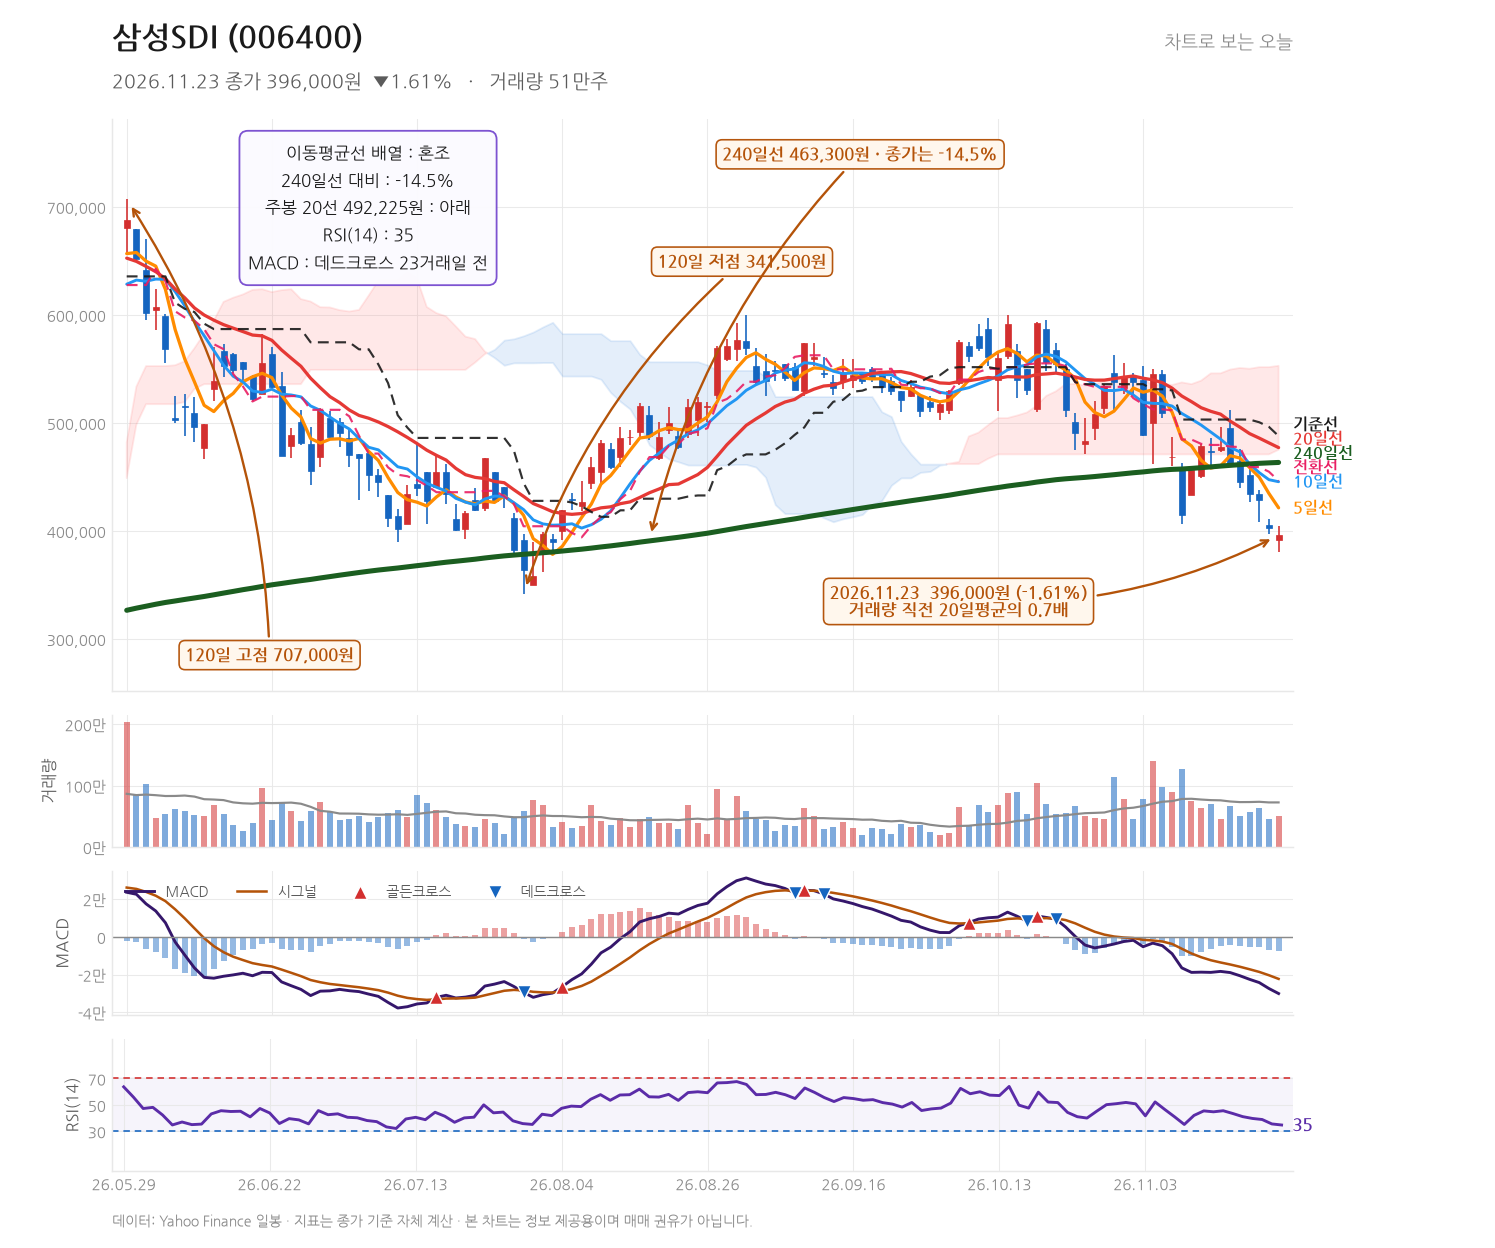 삼성SDI (006400)
차트로 보는 오늘
2026.11.23 종가 396,000원 ▼1.61% · 거래량 51만주
이동평균선 배열 : 혼조
240일선 대비 : -14.5%
주봉 20선 492,225원 : 아래
RSI(14) : 35
MACD : 데드크로스 23거래일 전
240일선 463,300원 · 종가는 -14.5%
120일 저점 341,500원
700,000
600,000
500,000
400,000
300,000
기준선
20일선
240일선
전환선
10일선
5일선
2026.11.23 396,000원 (-1.61%)
거래량 직전 20일평균의 0.7배
120일 고점 707,000원
거래량
200만
100만
0만
MACD
시그널
골든크로스
데드크로스
MACD
2만
0
-2만
-4만
RSI(14)
70
50
30
35
26.05.29
26.06.22
26.07.13
26.08.04
26.08.26
26.09.16
26.10.13
26.11.03
데이터: Yahoo Finance 일봉 · 지표는 종가 기준 자체 계산 · 본 차트는 정보 제공용이며 매매 권유가 아닙니다.